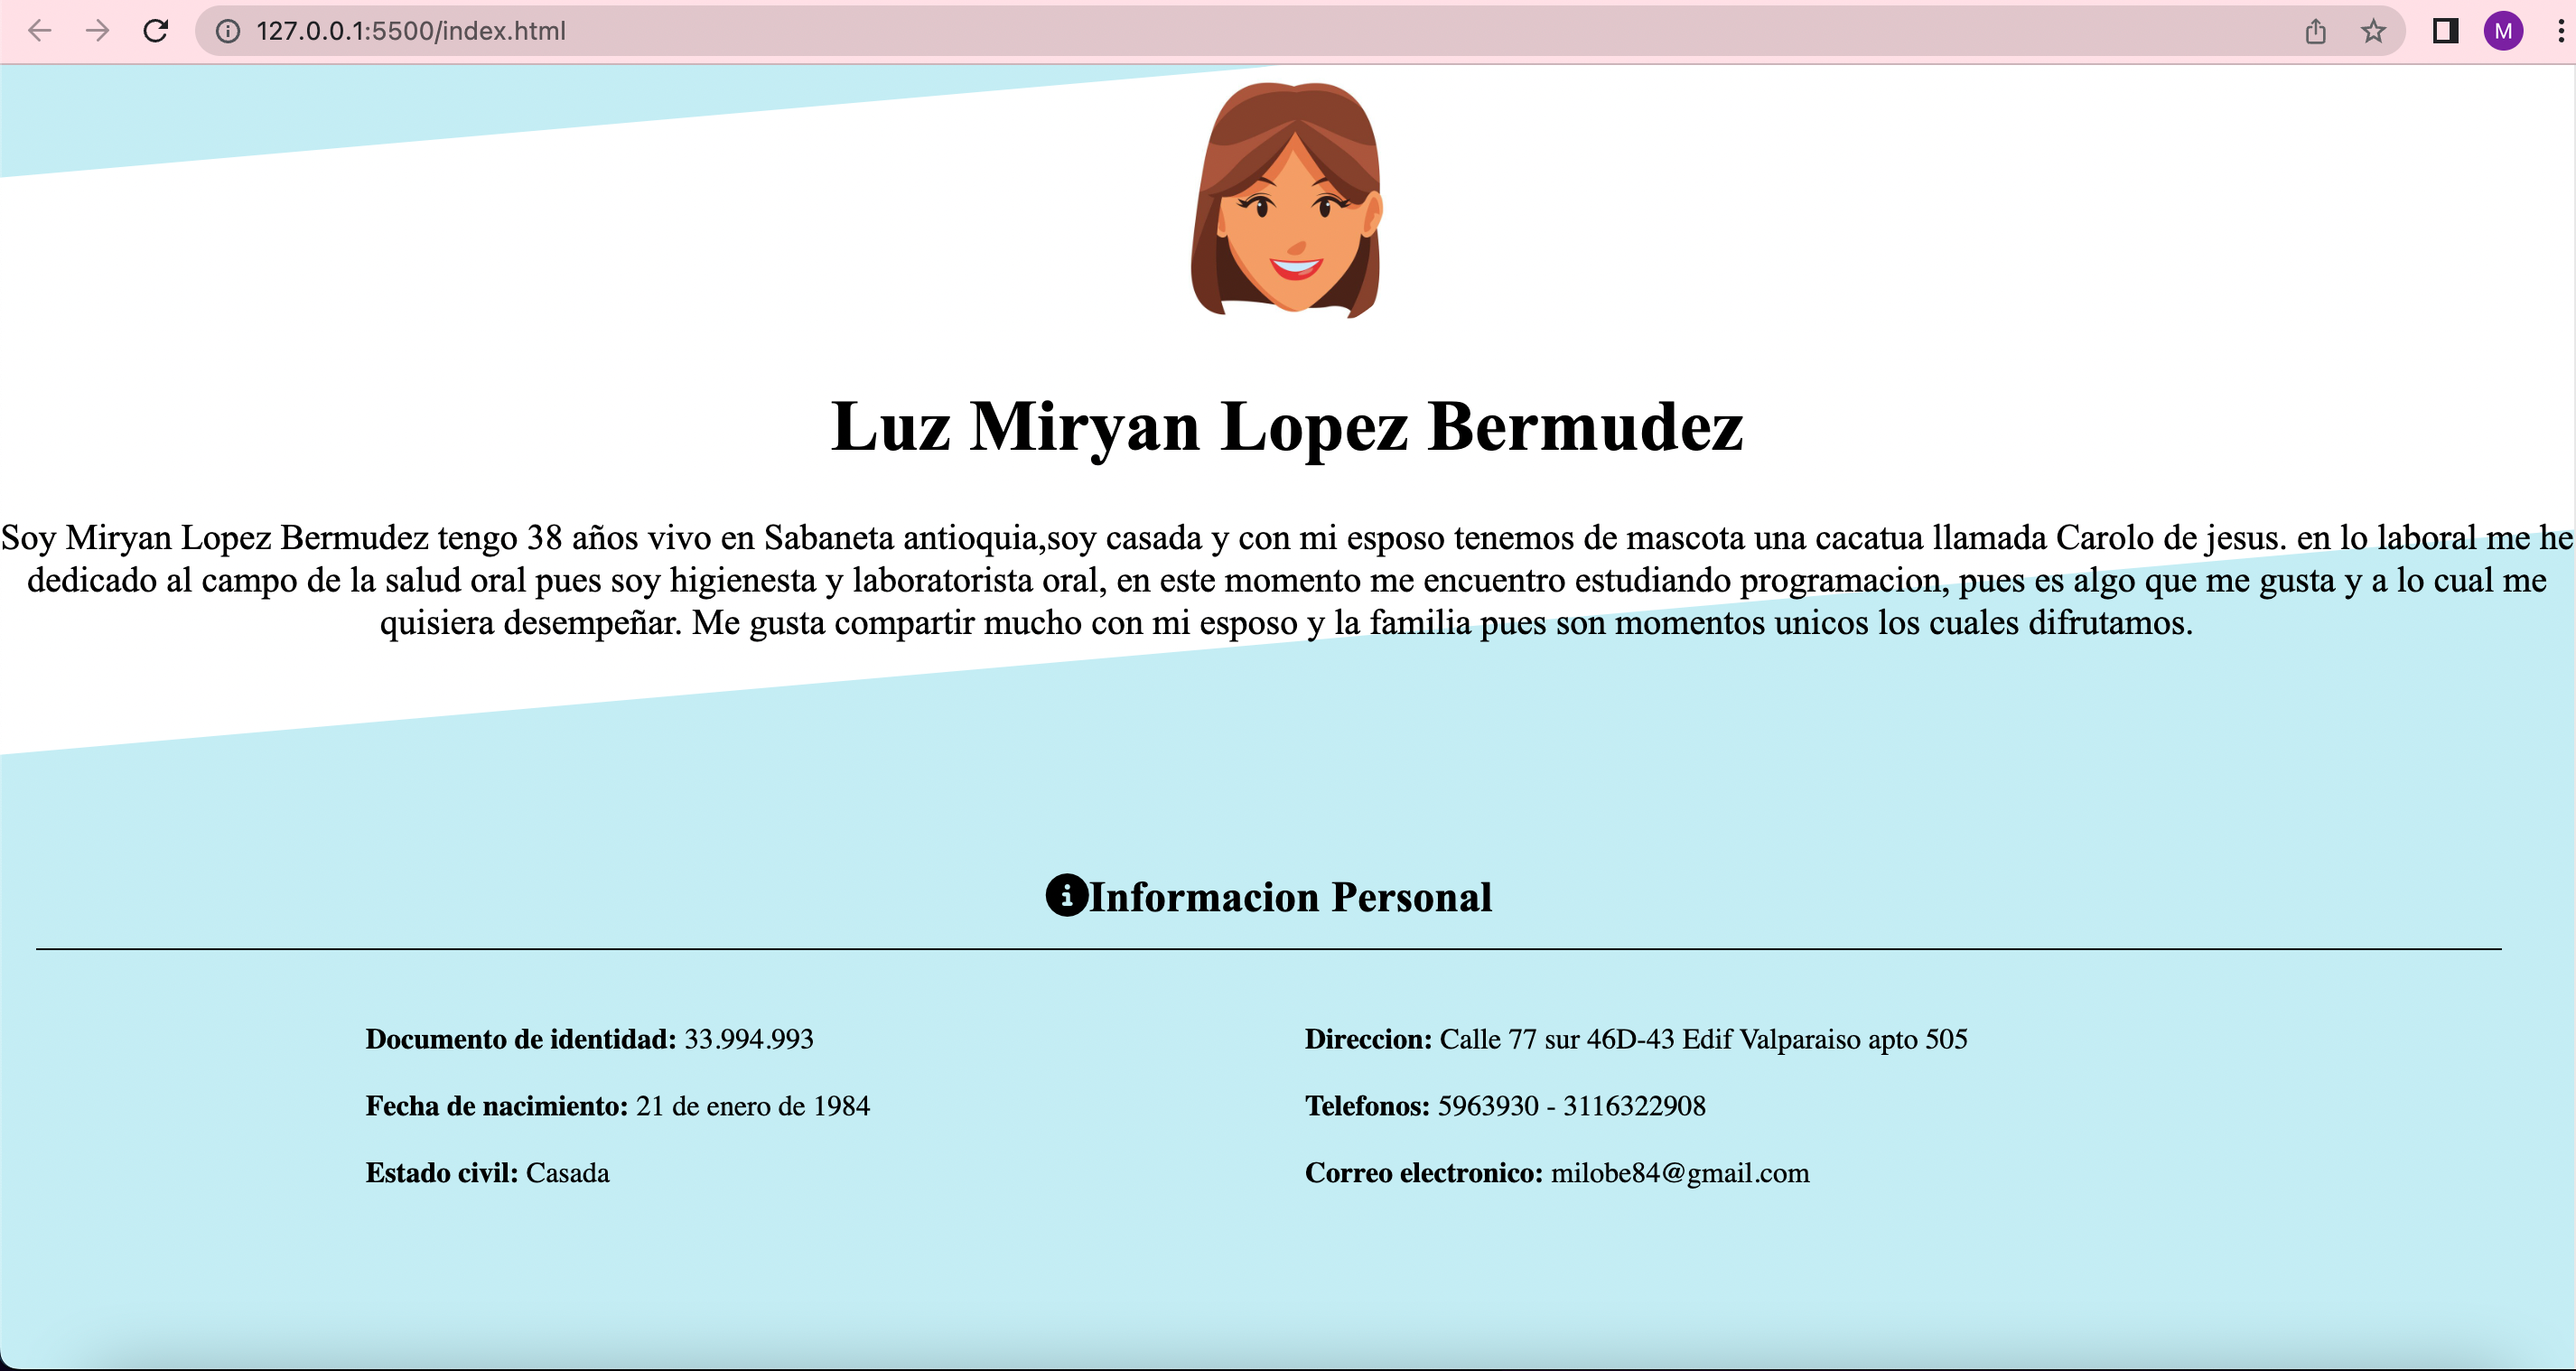 127.0.0.1:5500/index.html
M
Luz Miryan Lopez Bermudez
Soy Miryan Lopez Bermudez tengo 38 años vivo en Sabaneta antioquia,soy casada y con mi esposo tenemos de mascota una cacatua llamada Carolo de jesus. en lo laboral me he
dedicado al campo de la salud oral pues soy higienesta y laboratorista oral, en este momento me encuentro estudiando programacion, pues es algo que me gusta y a lo cual me
quisiera desempeñar. Me gusta compartir mucho con mi esposo y la familia pues son momentos unicos los cuales difrutamos.
Informacion Personal
Documento de identidad: 33.994.993
Fecha de nacimiento: 21 de enero de 1984
Estado civil: Casada
Direccion: Calle 77 sur 46D-43 Edif Valparaiso apto 505
Telefonos: 5963930 - 3116322908
Correo electronico: milobe84@gmail.com